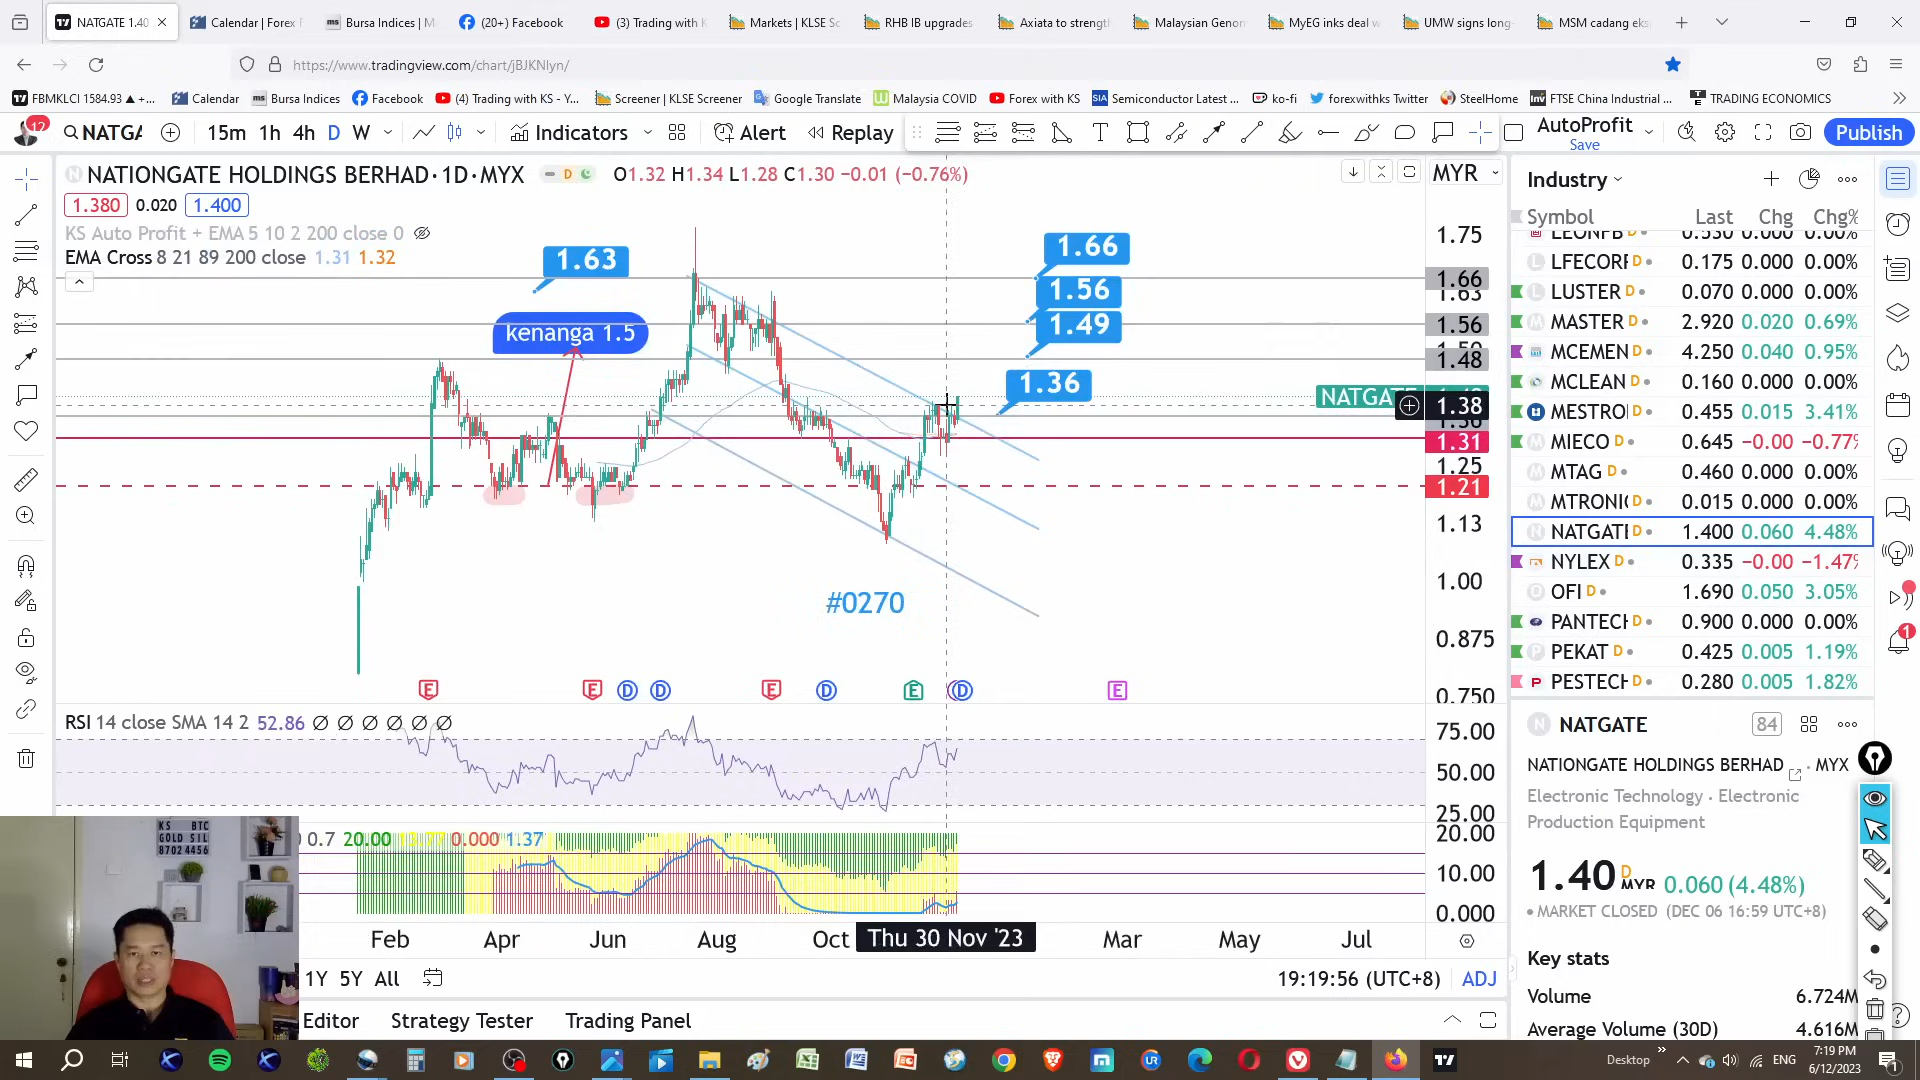 NATGATE 1.40
Calendar | Forex F
Bursa Indices | M
(20+) Facebook
(3) Trading with K
Markets | KLSE Sc
RHB IB upgrades
Axiata to strength
Malaysian Genom
MyEG inks deal w
UMW signs long-
MSM cadang eks
https://www.tradingview.com/chart/jBJKNlyn/
FBMKLCI 1584.93 ▲ +...
Calendar
Bursa Indices
Facebook
(4) Trading with KS - Y...
Screener | KLSE Screener
Google Translate
Malaysia COVID
Forex with KS
Semiconductor Latest ...
ko-fi
forexwithks Twitter
SteelHome
FTSE China Industrial ...
TRADING ECONOMICS
12
NATGA
15m 1h 4h D W
Indicators
Alert
Replay
AutoProfit
Save
Publish
NATIONGATE HOLDINGS BERHAD · 1D · MYX
D
O1.32 H1.34 L1.28 C1.30 −0.01 (−0.76%)
MYR
1.380 0.020 1.400
KS Auto Profit + EMA 5 10 2 200 close 0
EMA Cross 8 21 89 200 close 1.31 1.32
1.63
kenanga 1.5
1.66
1.56
1.49
1.36
#0270
1.75
1.66
1.63
1.56
1.48
NATGATE
1.38
1.36
1.31
1.25
1.21
1.13
1.00
0.875
0.750
E E D D E D E D E
RSI 14 close SMA 14 2 52.86 Ø Ø Ø Ø Ø Ø
75.00
50.00
25.00
0.7 20.00 0.000 1.37
20.00
10.00
0.000
Feb Apr Jun Aug Oct Thu 30 Nov '23 Mar May Jul
1Y 5Y All
19:19:56 (UTC+8) ADJ
Editor Strategy Tester Trading Panel
KS BTC
GOLD SIL
87024456
Industry
Symbol Last Chg Chg%
LEONFB D 0.530 0.000 0.00%
LFECORF D 0.175 0.000 0.00%
LUSTER D 0.070 0.000 0.00%
MASTER D 2.920 0.020 0.69%
MCEMEN D 4.250 0.040 0.95%
MCLEAN D 0.160 0.000 0.00%
MESTRO D 0.455 0.015 3.41%
MIECO D 0.645 −0.00 −0.77%
MTAG D 0.460 0.000 0.00%
MTRONI D 0.015 0.000 0.00%
NATGATE D 1.400 0.060 4.48%
NYLEX D 0.335 −0.00 −1.47%
OFI D 1.690 0.050 3.05%
PANTECH D 0.900 0.000 0.00%
PEKAT D 0.425 0.005 1.19%
PESTECH D 0.280 0.005 1.82%
NATGATE
84
NATIONGATE HOLDINGS BERHAD · MYX
Electronic Technology · Electronic
Production Equipment
1.40 D MYR 0.060 (4.48%)
MARKET CLOSED (DEC 06 16:59 UTC+8)
Key stats
Volume 6.724M
Average Volume (30D) 4.616M
1
Desktop
ENG
7:19 PM
6/12/2023